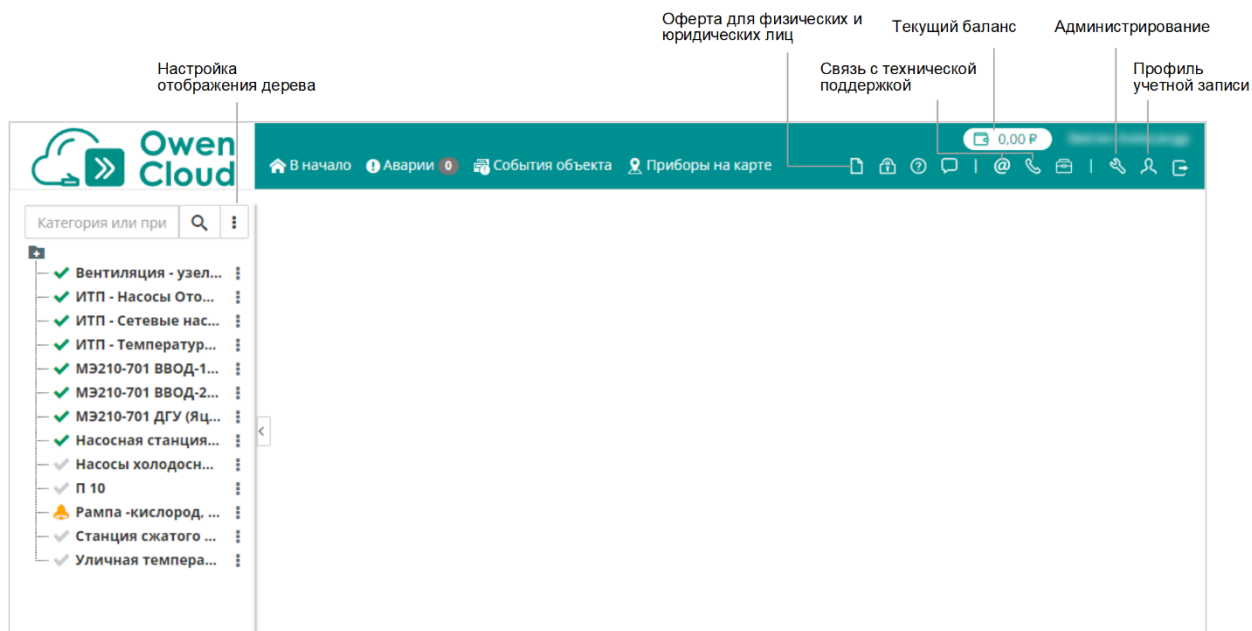 Оферта для физических и
юридических лиц
Текущий баланс
Администрирование
Настройка
отображения дерева
Связь с технической
поддержкой
Профиль
учетной записи
Owen
Cloud
0,00 ₽
В начало Аварии 0 События объекта Приборы на карте
Категория или при
Вентиляция - узел...
ИТП - Насосы Ото...
ИТП - Сетевые нас...
ИТП - Температур...
МЭ210-701 ВВОД-1...
МЭ210-701 ВВОД-2...
МЭ210-701 ДГУ (Яц...
Насосная станция...
Насосы холодосн...
П 10
Рампа -кислород, ...
Станция сжатого ...
Уличная темпера...